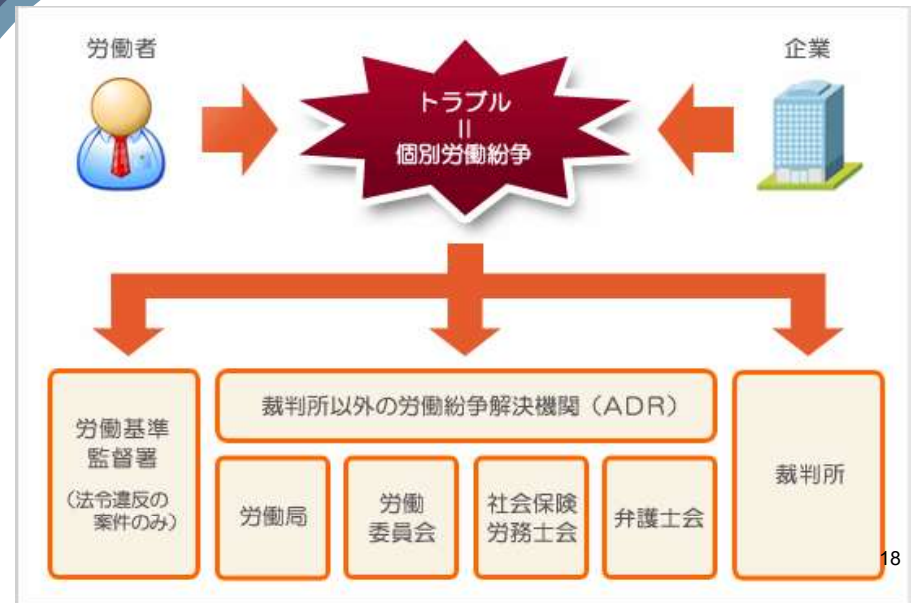 労働者
企業
トラブル
||
個別労働紛争
労働基準
監督署
(法令違反の
案件のみ)
裁判所以外の労働紛争解決機関(ADR)
労働局
労働
委員会
社会保険
労務士会
弁護士会
裁判所
18